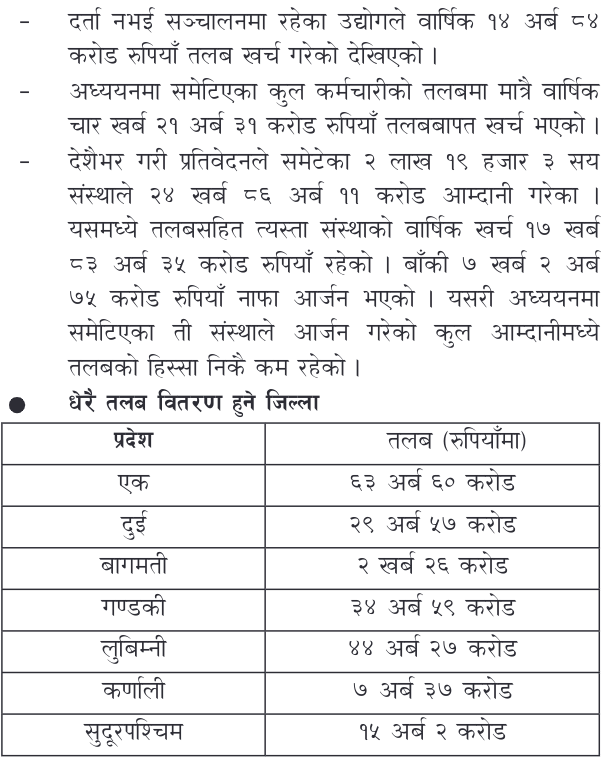 – दर्ता नभई सञ्चालनमा रहेका उद्योगले वार्षिक १४ अर्ब ८४
करोड रुपियाँ तलब खर्च गरेको देखिएको ।
– अध्ययनमा समेटिएका कुल कर्मचारीको तलबमा मात्रै वार्षिक
चार खर्ब २१ अर्ब ३१ करोड रुपियाँ तलबबापत खर्च भएको ।
– देशैभर गरी प्रतिवेदनले समेटेका २ लाख १९ हजार ३ सय
संस्थाले २४ खर्ब ८६ अर्ब ११ करोड आम्दानी गरेका ।
यसमध्ये तलबसहित त्यस्ता संस्थाको वार्षिक खर्च १७ खर्ब
८३ अर्ब ३५ करोड रुपियाँ रहेको । बाँकी ७ खर्ब २ अर्ब
७५ करोड रुपियाँ नाफा आर्जन भएको । यसरी अध्ययनमा
समेटिएका ती संस्थाले आर्जन गरेको कुल आम्दानीमध्ये
तलबको हिस्सा निकै कम रहेको ।
● धेरै तलब वितरण हुने जिल्ला
प्रदेश तलब (रुपियाँमा)
एक ६३ अर्ब ६० करोड
दुई २९ अर्ब ५७ करोड
बागमती २ खर्ब २६ करोड
गण्डकी ३४ अर्ब ५९ करोड
लुबिम्नी ४४ अर्ब २७ करोड
कर्णाली ७ अर्ब ३७ करोड
सुदूरपश्चिम १५ अर्ब २ करोड